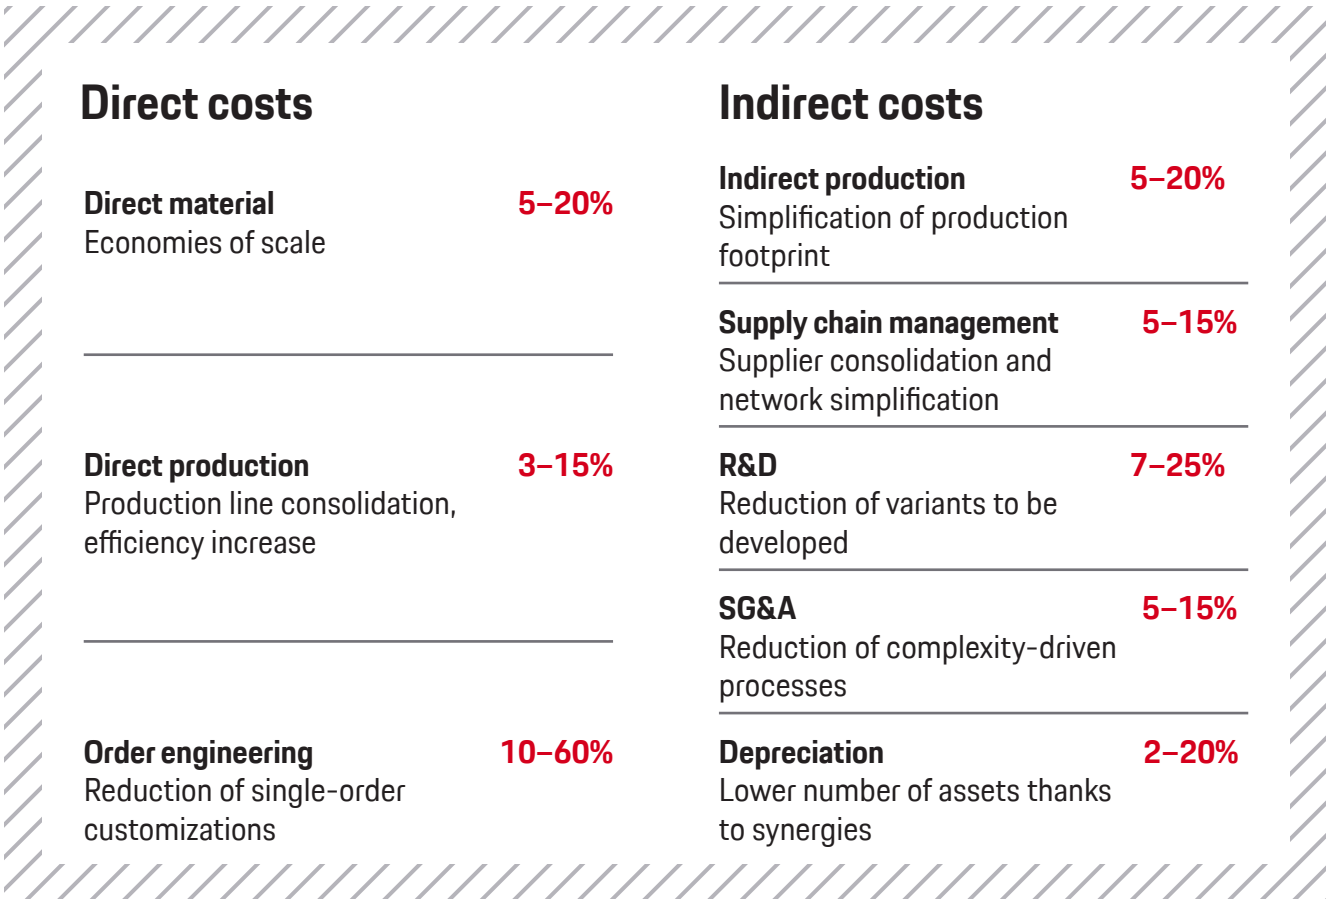 Direct costs
Direct material 5–20%
Economies of scale
Direct production 3–15%
Production line consolidation,
efficiency increase
Order engineering 10–60%
Reduction of single-order
customizations
Indirect costs
Indirect production 5–20%
Simplification of production
footprint
Supply chain management 5–15%
Supplier consolidation and
network simplification
R&D 7–25%
Reduction of variants to be
developed
SG&A 5–15%
Reduction of complexity-driven
processes
Depreciation 2–20%
Lower number of assets thanks
to synergies